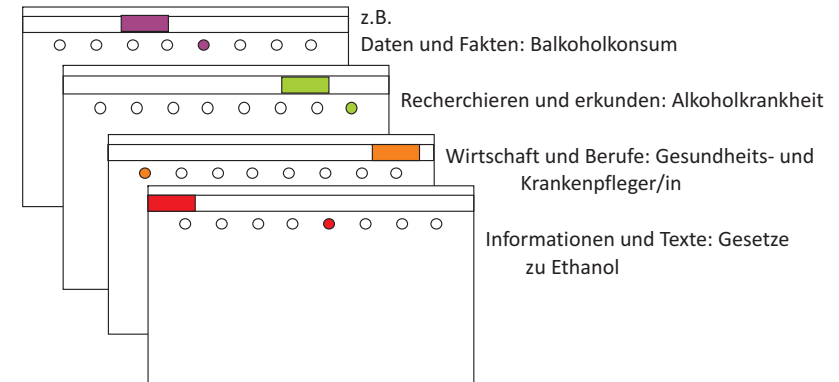 z.B.
Daten und Fakten: Balkoholkonsum
Recherchieren und erkunden: Alkoholkrankheit
Wirtschaft und Berufe: Gesundheits- und
Krankenpfleger/in
Informationen und Texte: Gesetze
zu Ethanol